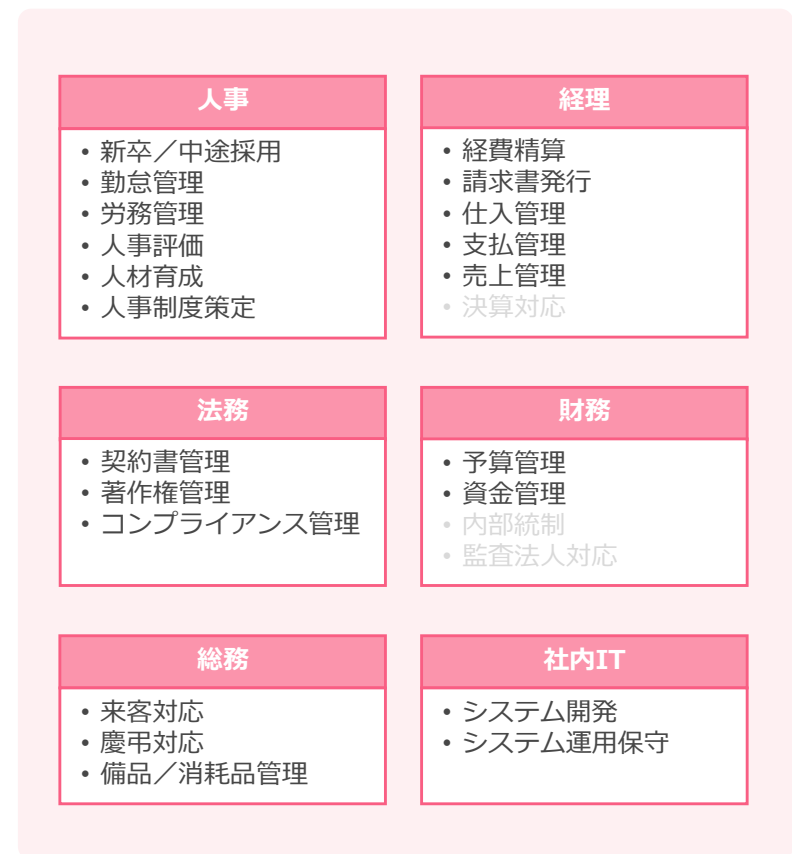 人事
• 新卒／中途採用
• 勤怠管理
• 労務管理
• 人事評価
• 人材育成
• 人事制度策定
経理
• 経費精算
• 請求書発行
• 仕入管理
• 支払管理
• 売上管理
• 決算対応
法務
• 契約書管理
• 著作権管理
• コンプライアンス管理
財務
• 予算管理
• 資金管理
• 内部統制
• 監査法人対応
総務
• 来客対応
• 慶弔対応
• 備品／消耗品管理
社内IT
• システム開発
• システム運用保守